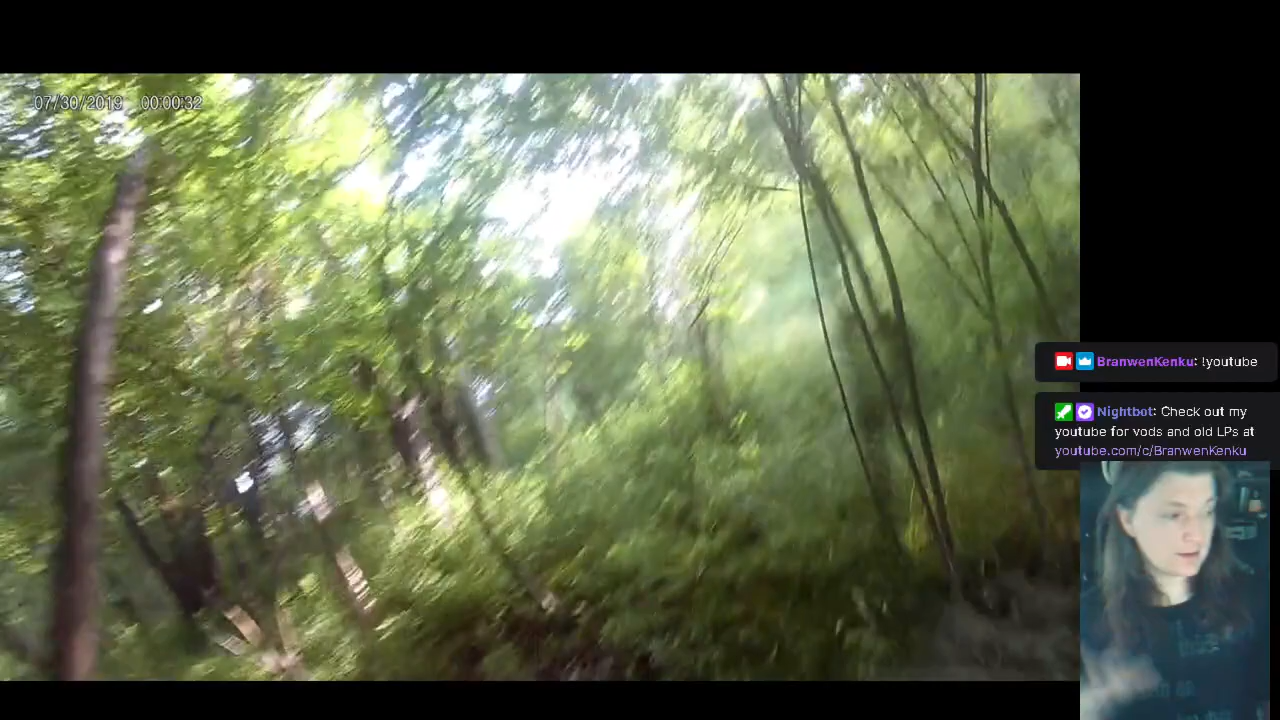 07/30/2019 00:00:32
BranwenKenku: !youtube
Nightbot: Check out my
youtube for vods and old LPs at
youtube.com/c/BranwenKenku